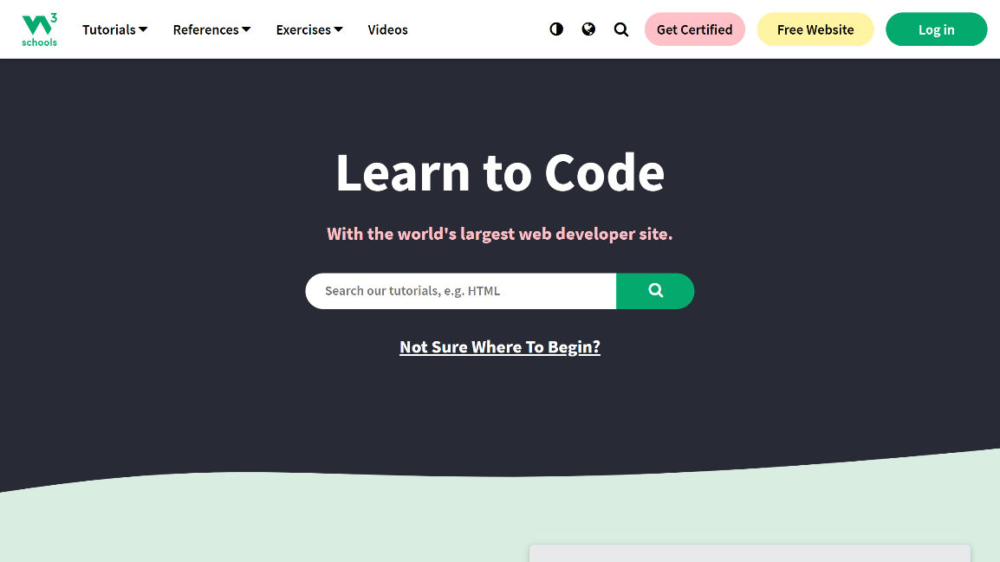 W3 schools
Tutorials References Exercises Videos Get Certified Free Website Log in
Learn to Code
With the world's largest web developer site.
Search our tutorials, e.g. HTML
Not Sure Where To Begin?